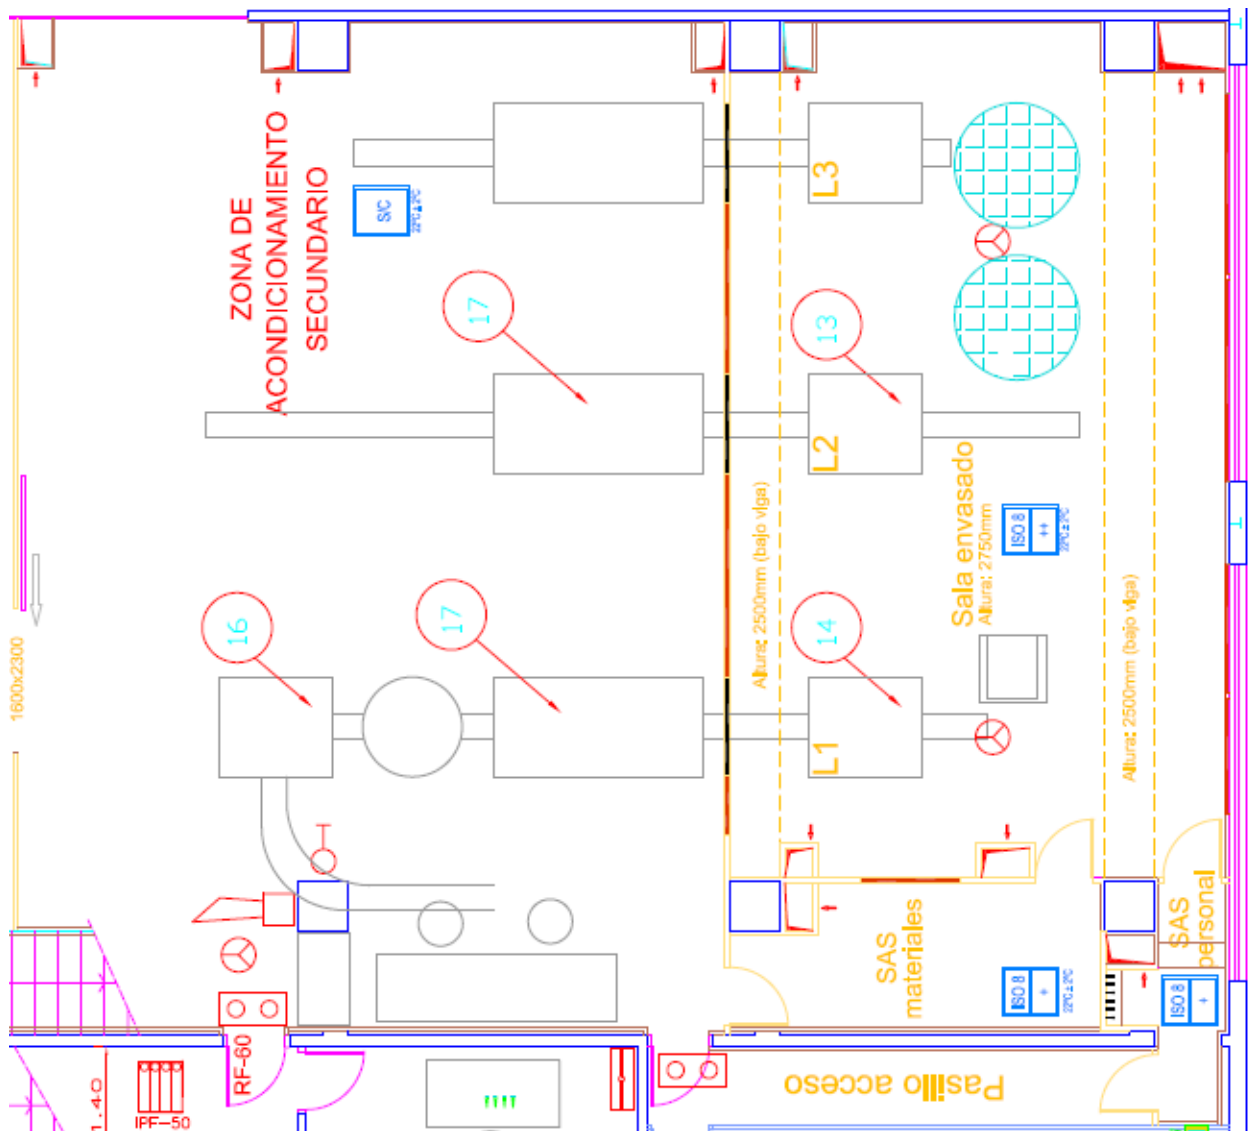 ZONA DE
ACONDICIONAMIENTO
SECUNDARIO
S/C
22ºC±2ºC
L3
17
13
L2
Sala envasado
Altura: 2750mm
ISO 8
++
22ºC±2ºC
Altura: 2500mm (bajo viga)
Altura: 2500mm (bajo viga)
16
17
14
L1
1600x2300
SAS
materiales
ISO 8
+
22ºC±2ºC
SAS
personal
ISO 8
+
RF-60
1.40
IPF-50
Pasillo acceso